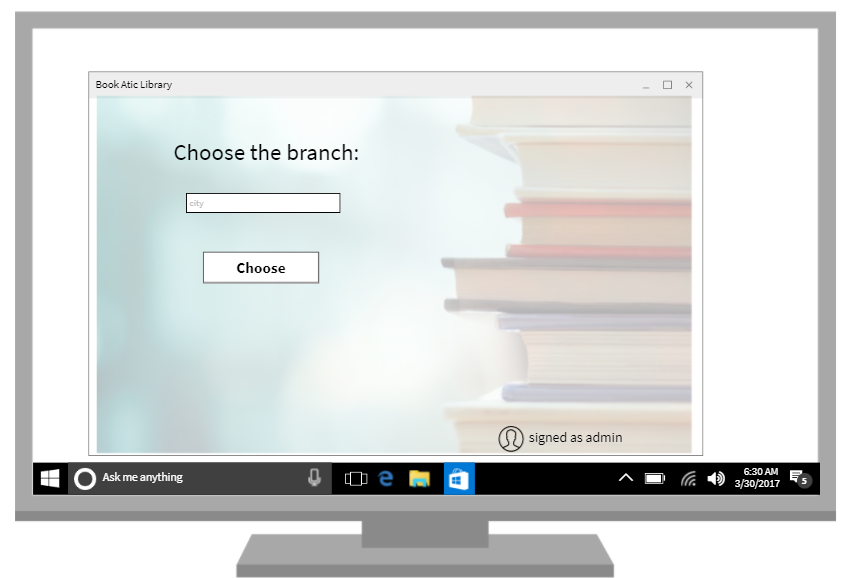 Book Atic Library
Choose the branch:
city
Choose
signed as admin
Ask me anything
6:30 AM
3/30/2017
5